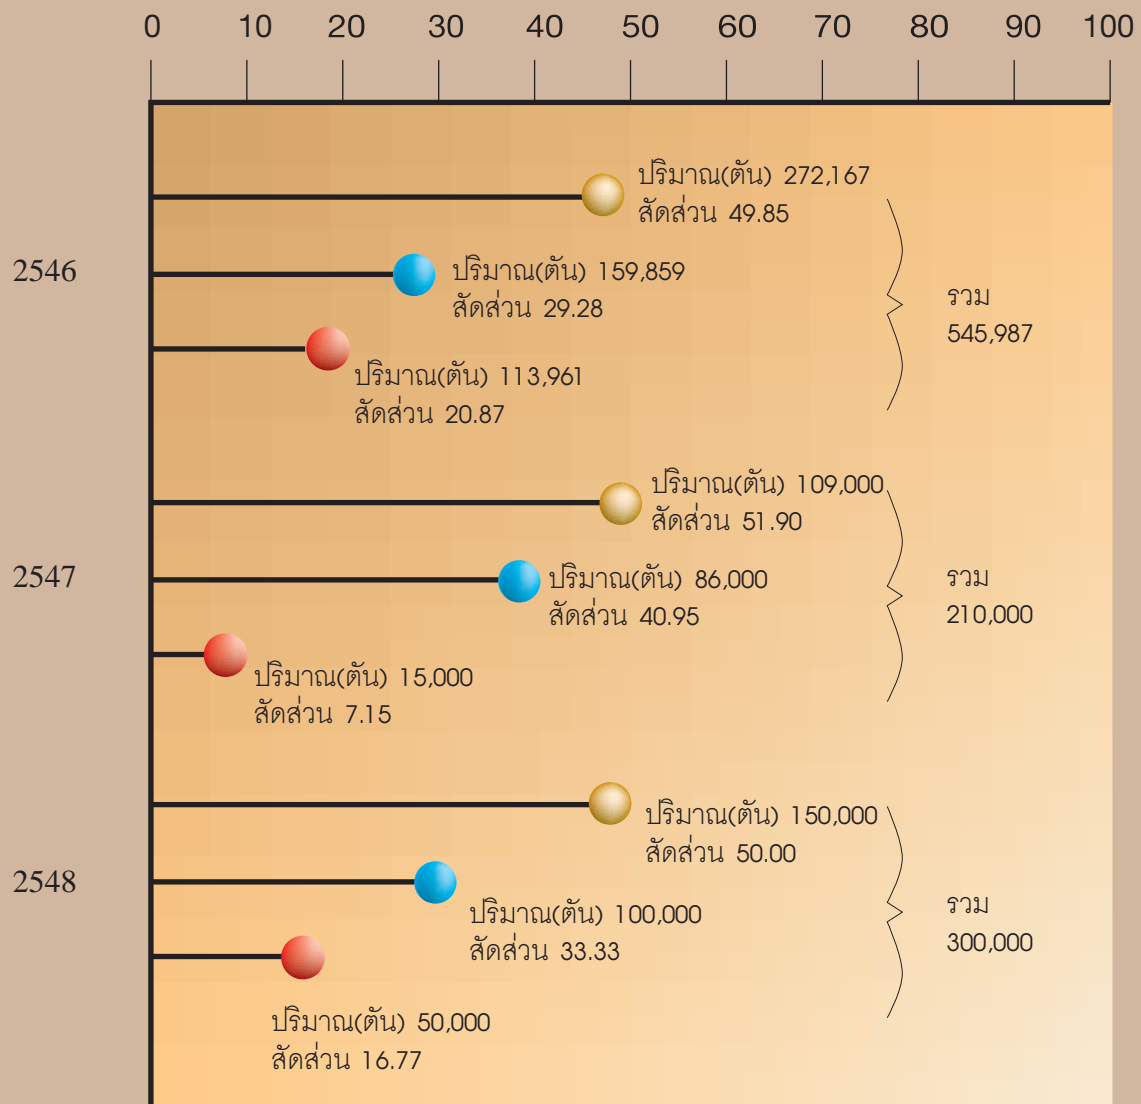 0 10 20 30 40 50 60 70 80 90 100
2546
ปริมาณ(ตัน) 272,167
สัดส่วน 49.85
ปริมาณ(ตัน) 159,859
สัดส่วน 29.28
ปริมาณ(ตัน) 113,961
สัดส่วน 20.87
รวม
545,987
2547
ปริมาณ(ตัน) 109,000
สัดส่วน 51.90
ปริมาณ(ตัน) 86,000
สัดส่วน 40.95
ปริมาณ(ตัน) 15,000
สัดส่วน 7.15
รวม
210,000
2548
ปริมาณ(ตัน) 150,000
สัดส่วน 50.00
ปริมาณ(ตัน) 100,000
สัดส่วน 33.33
ปริมาณ(ตัน) 50,000
สัดส่วน 16.77
รวม
300,000